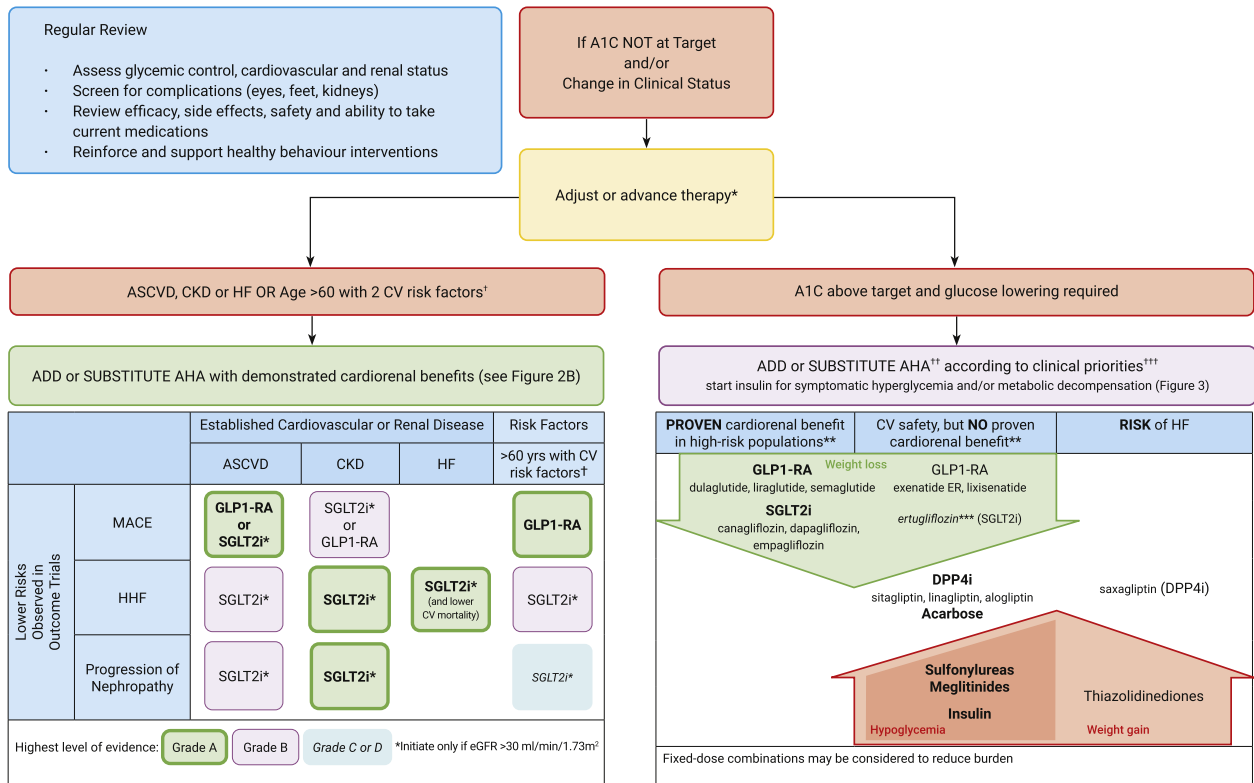 Regular Review
· Assess glycemic control, cardiovascular and renal status
· Screen for complications (eyes, feet, kidneys)
· Review efficacy, side effects, safety and ability to take
current medications
· Reinforce and support healthy behaviour interventions
If A1C NOT at Target
and/or
Change in Clinical Status
Adjust or advance therapy*
ASCVD, CKD or HF OR Age >60 with 2 CV risk factors†
A1C above target and glucose lowering required
ADD or SUBSTITUTE AHA with demonstrated cardiorenal benefits (see Figure 2B)
ADD or SUBSTITUTE AHA†† according to clinical priorities†††
start insulin for symptomatic hyperglycemia and/or metabolic decompensation (Figure 3)
Established Cardiovascular or Renal Disease
Risk Factors
ASCVD
CKD
HF
>60 yrs with CV
risk factors†
Lower Risks
Observed in
Outcome Trials
MACE
GLP1-RA
or
SGLT2i*
SGLT2i*
or
GLP1-RA
GLP1-RA
HHF
SGLT2i*
SGLT2i*
SGLT2i*
(and lower
CV mortality)
SGLT2i*
Progression of
Nephropathy
SGLT2i*
SGLT2i*
SGLT2i*
Highest level of evidence:
Grade A
Grade B
Grade C or D
*Initiate only if eGFR >30 ml/min/1.73m²
PROVEN cardiorenal benefit
in high-risk populations**
CV safety, but NO proven
cardiorenal benefit**
RISK of HF
Weight loss
GLP1-RA
dulaglutide, liraglutide, semaglutide
SGLT2i
canagliflozin, dapagliflozin,
empagliflozin
GLP1-RA
exenatide ER, lixisenatide
ertugliflozin*** (SGLT2i)
DPP4i
sitagliptin, linagliptin, alogliptin
Acarbose
saxagliptin (DPP4i)
Sulfonylureas
Meglitinides
Insulin
Hypoglycemia
Thiazolidinediones
Weight gain
Fixed-dose combinations may be considered to reduce burden